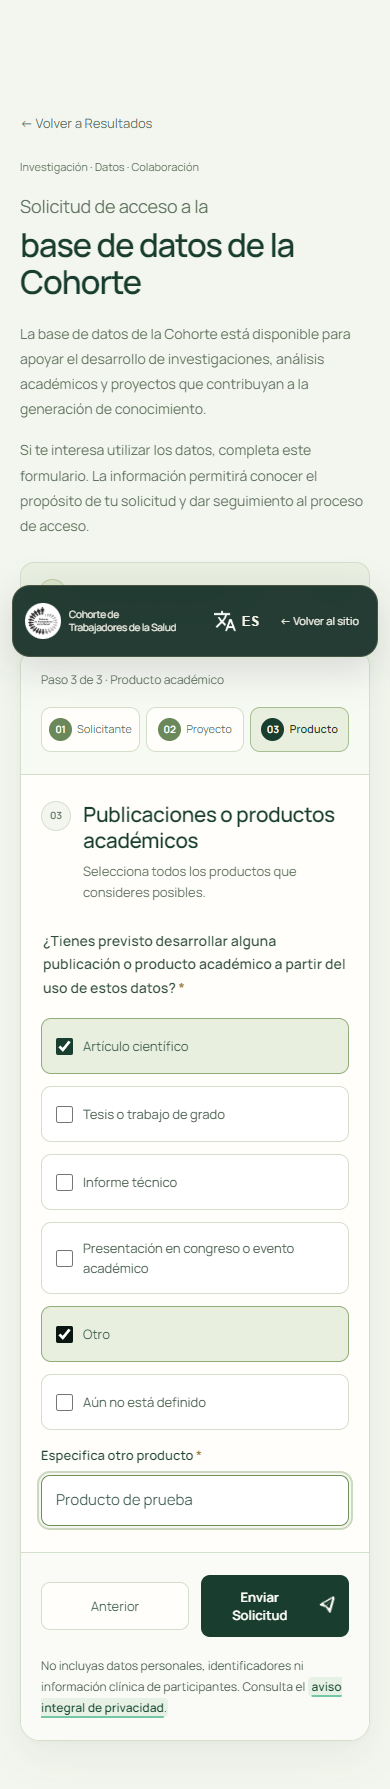 ← Volver a Resultados
Investigación · Datos · Colaboración
Solicitud de acceso a la
base de datos de la
Cohorte
La base de datos de la Cohorte está disponible para
apoyar el desarrollo de investigaciones, análisis
académicos y proyectos que contribuyan a la
generación de conocimiento.
Si te interesa utilizar los datos, completa este
formulario. La información permitirá conocer el
propósito de tu solicitud y dar seguimiento al proceso
de acceso.
Cohorte de
Trabajadores de la Salud
ES
← Volver al sitio
Paso 3 de 3 · Producto académico
01 Solicitante
02 Proyecto
03 Producto
03
Publicaciones o productos
académicos
Selecciona todos los productos que
consideres posibles.
¿Tienes previsto desarrollar alguna
publicación o producto académico a partir del
uso de estos datos? *
Artículo científico
Tesis o trabajo de grado
Informe técnico
Presentación en congreso o evento
académico
Otro
Aún no está definido
Especifica otro producto *
Producto de prueba
Anterior
Enviar
Solicitud
No incluyas datos personales, identificadores ni
información clínica de participantes. Consulta el aviso
integral de privacidad.